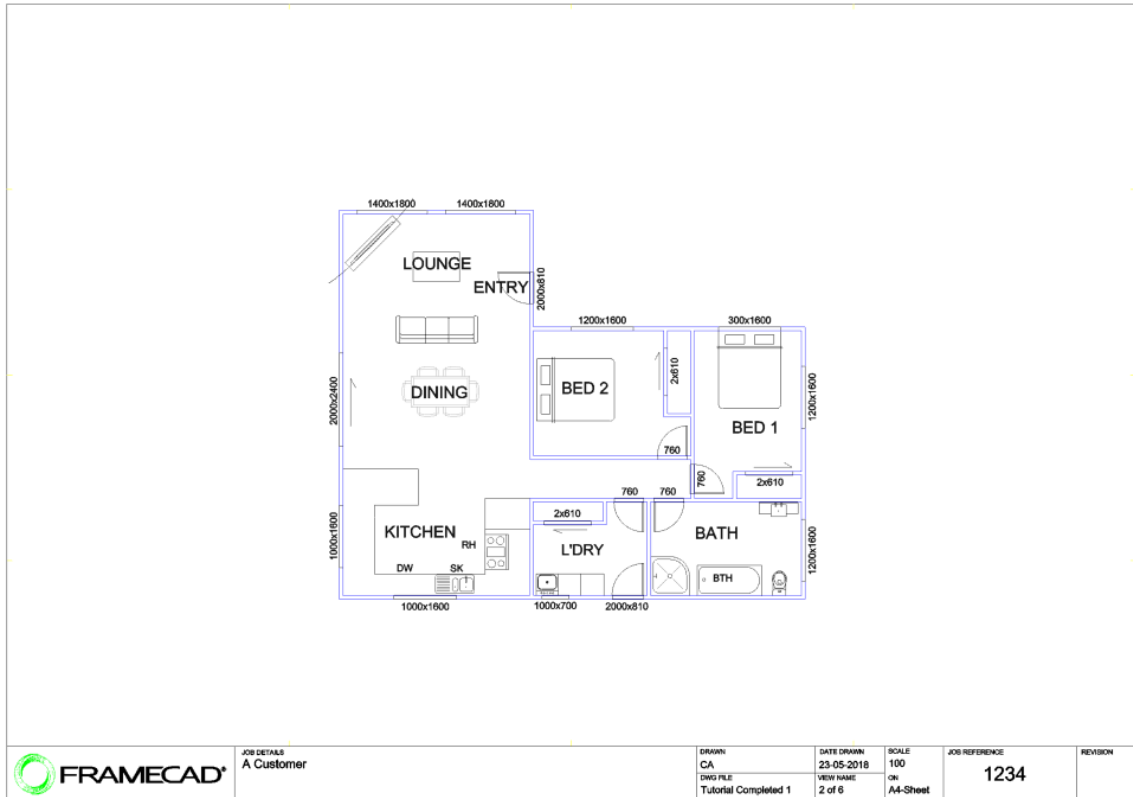 1400x1800 1400x1800
LOUNGE
ENTRY
2000x810
1200x1600 300x1600
2000x2400
DINING
BED 2
2x610
1200x1600
BED 1
760
760
2x610
760 760
1000x1600
KITCHEN
RH
DW SK
2x610
L'DRY
BATH
BTH
1200x1600
1000x1600
1000x700 2000x810
FRAMECAD®
JOB DETAILS
A Customer
DRAWN
CA
DWG FILE
Tutorial Completed 1
DATE DRAWN
23-05-2018
VIEW NAME
2 of 6
SCALE
100
ON
A4-Sheet
JOB REFERENCE
1234
REVISION